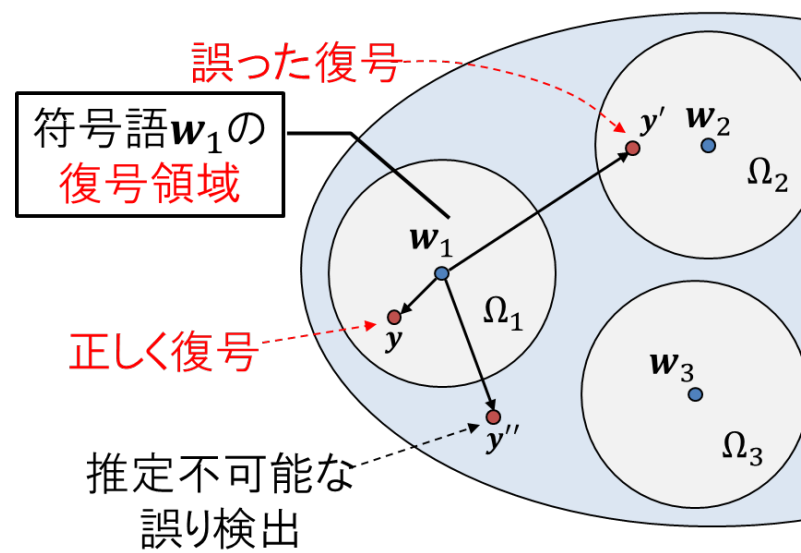 誤った復号
符号語w₁の
復号領域
y′
w₂
Ω₂
w₁
Ω₁
y
正しく復号
w₃
y′′
Ω₃
推定不可能な
誤り検出